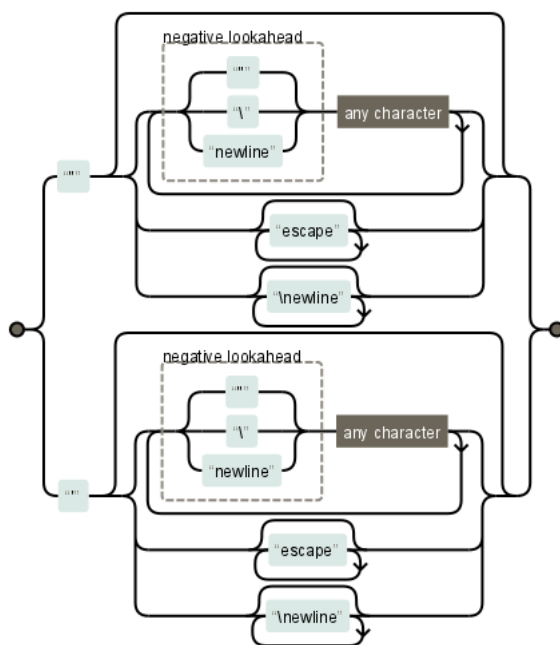 negative lookahead
“"”
“\” any character
“newline”
“"”
“escape”
“\newline”
negative lookahead
“"”
“\” any character
“newline”
“'”
“escape”
“\newline”